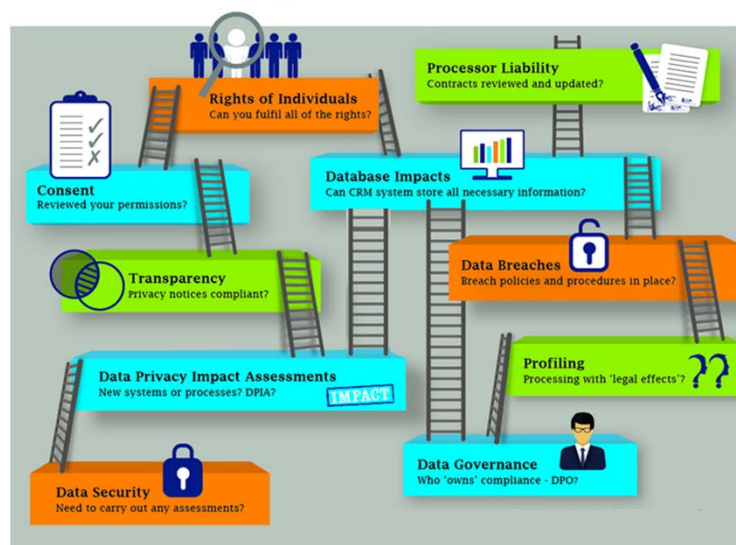 Rights of Individuals
Can you fulfil all of the rights?
Processor Liability
Contracts reviewed and updated?
Consent
Reviewed your permissions?
Database Impacts
Can CRM system store all necessary information?
Transparency
Privacy notices compliant?
Data Breaches
Breach policies and procedures in place?
Data Privacy Impact Assessments
New systems or processes? DPIA?
IMPACT
Profiling
Processing with 'legal effects'?
??
Data Governance
Who 'owns' compliance - DPO?
Data Security
Need to carry out any assessments?